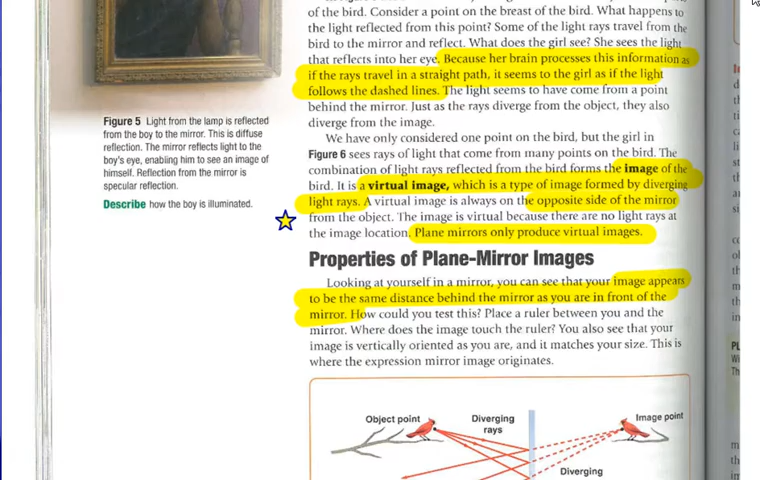 of the bird. Consider a point on the breast of the bird. What happens to
the light reflected from this point? Some of the light rays travel from the
bird to the mirror and reflect. What does the girl see? She sees the light
that reflects into her eye. Because her brain processes this information as
if the rays travel in a straight path, it seems to the girl as if the light
follows the dashed lines. The light seems to have come from a point
behind the mirror. Just as the rays diverge from the object, they also
diverge from the image.
We have only considered one point on the bird, but the girl in
Figure 6 sees rays of light that come from many points on the bird. The
combination of light rays reflected from the bird forms the image of the
bird. It is a virtual image, which is a type of image formed by diverging
light rays. A virtual image is always on the opposite side of the mirror
from the object. The image is virtual because there are no light rays at
the image location. Plane mirrors only produce virtual images.
Properties of Plane-Mirror Images
Looking at yourself in a mirror, you can see that your image appears
to be the same distance behind the mirror as you are in front of the
mirror. How could you test this? Place a ruler between you and the
mirror. Where does the image touch the ruler? You also see that your
image is vertically oriented as you are, and it matches your size. This is
where the expression mirror image originates.
Figure 5 Light from the lamp is reflected
from the boy to the mirror. This is diffuse
reflection. The mirror reflects light to the
boy's eye, enabling him to see an image of
himself. Reflection from the mirror is
specular reflection.
Describe how the boy is illuminated.
Object point
Diverging
rays
Image point
Diverging